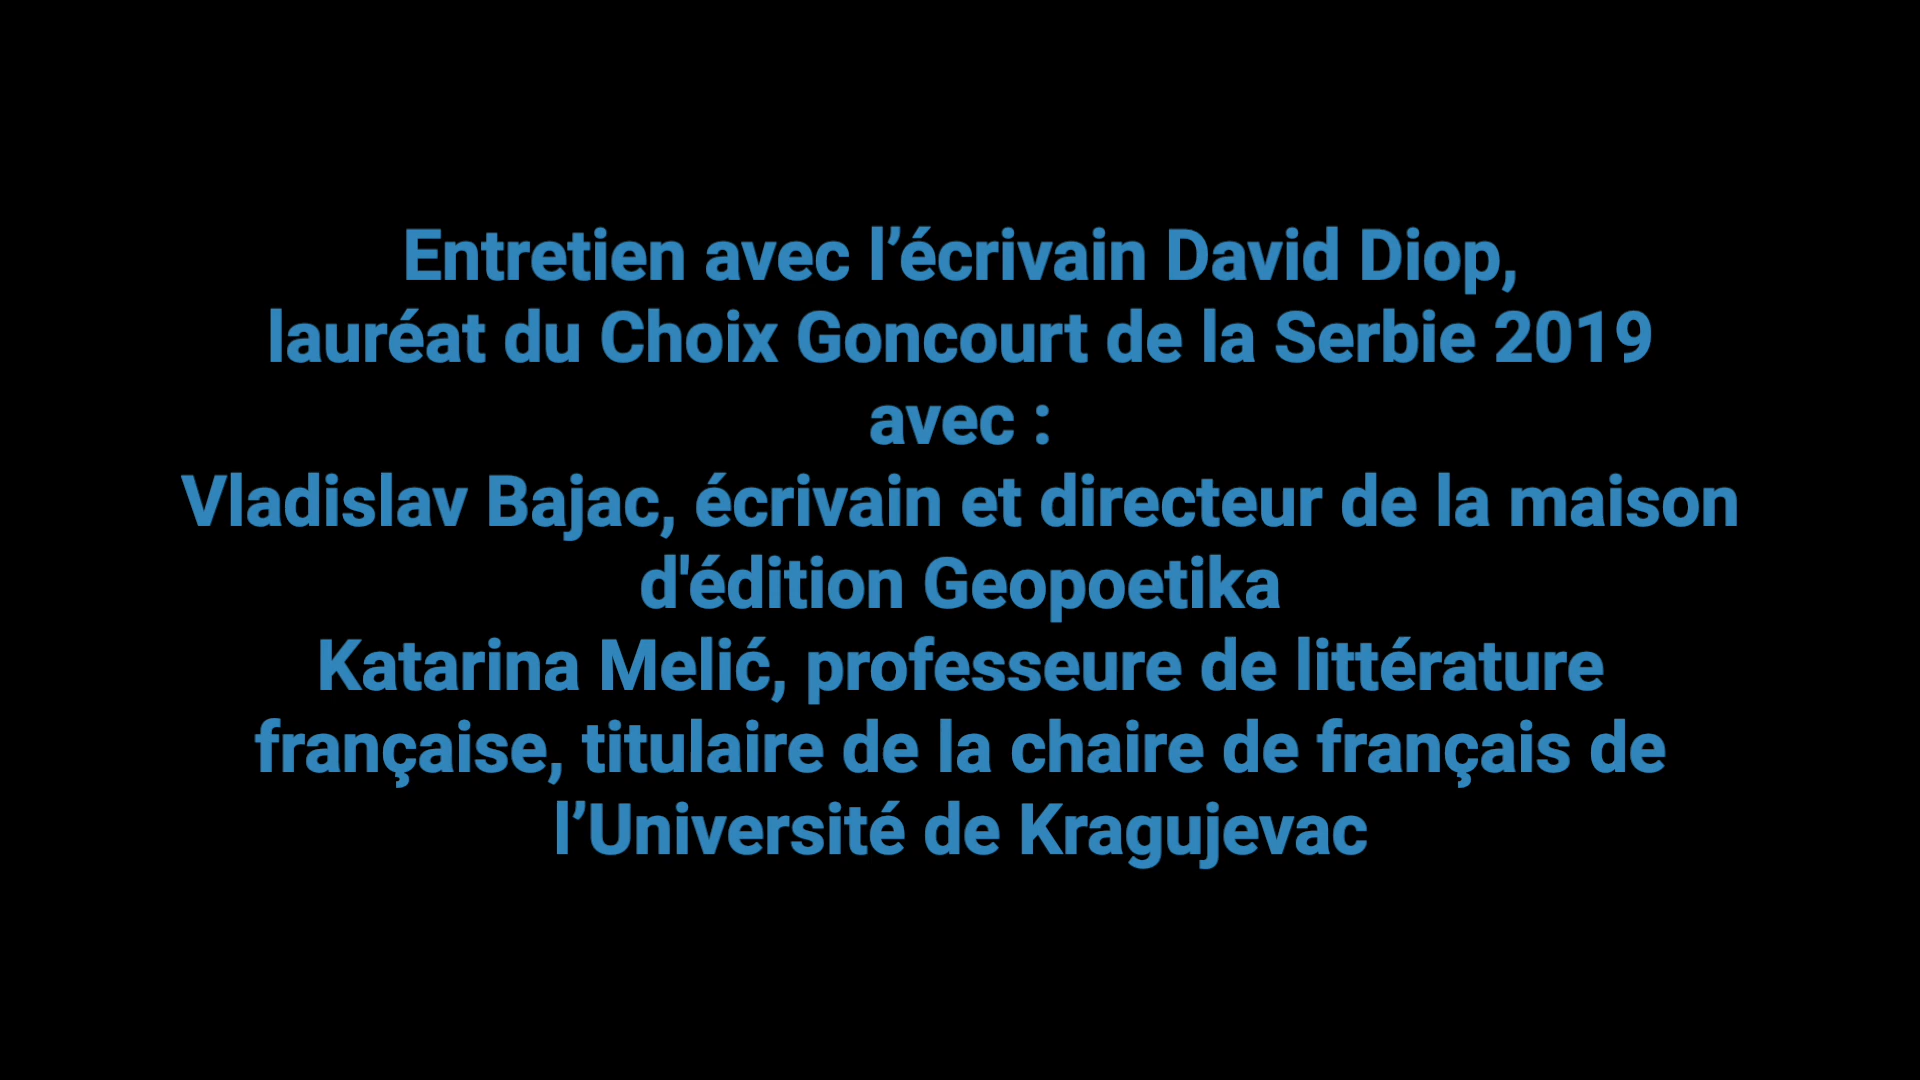 Entretien avec l’écrivain David Diop,
lauréat du Choix Goncourt de la Serbie 2019
avec :
Vladislav Bajac, écrivain et directeur de la maison
d'édition Geopoetika
Katarina Melić, professeure de littérature
française, titulaire de la chaire de français de
l’Université de Kragujevac